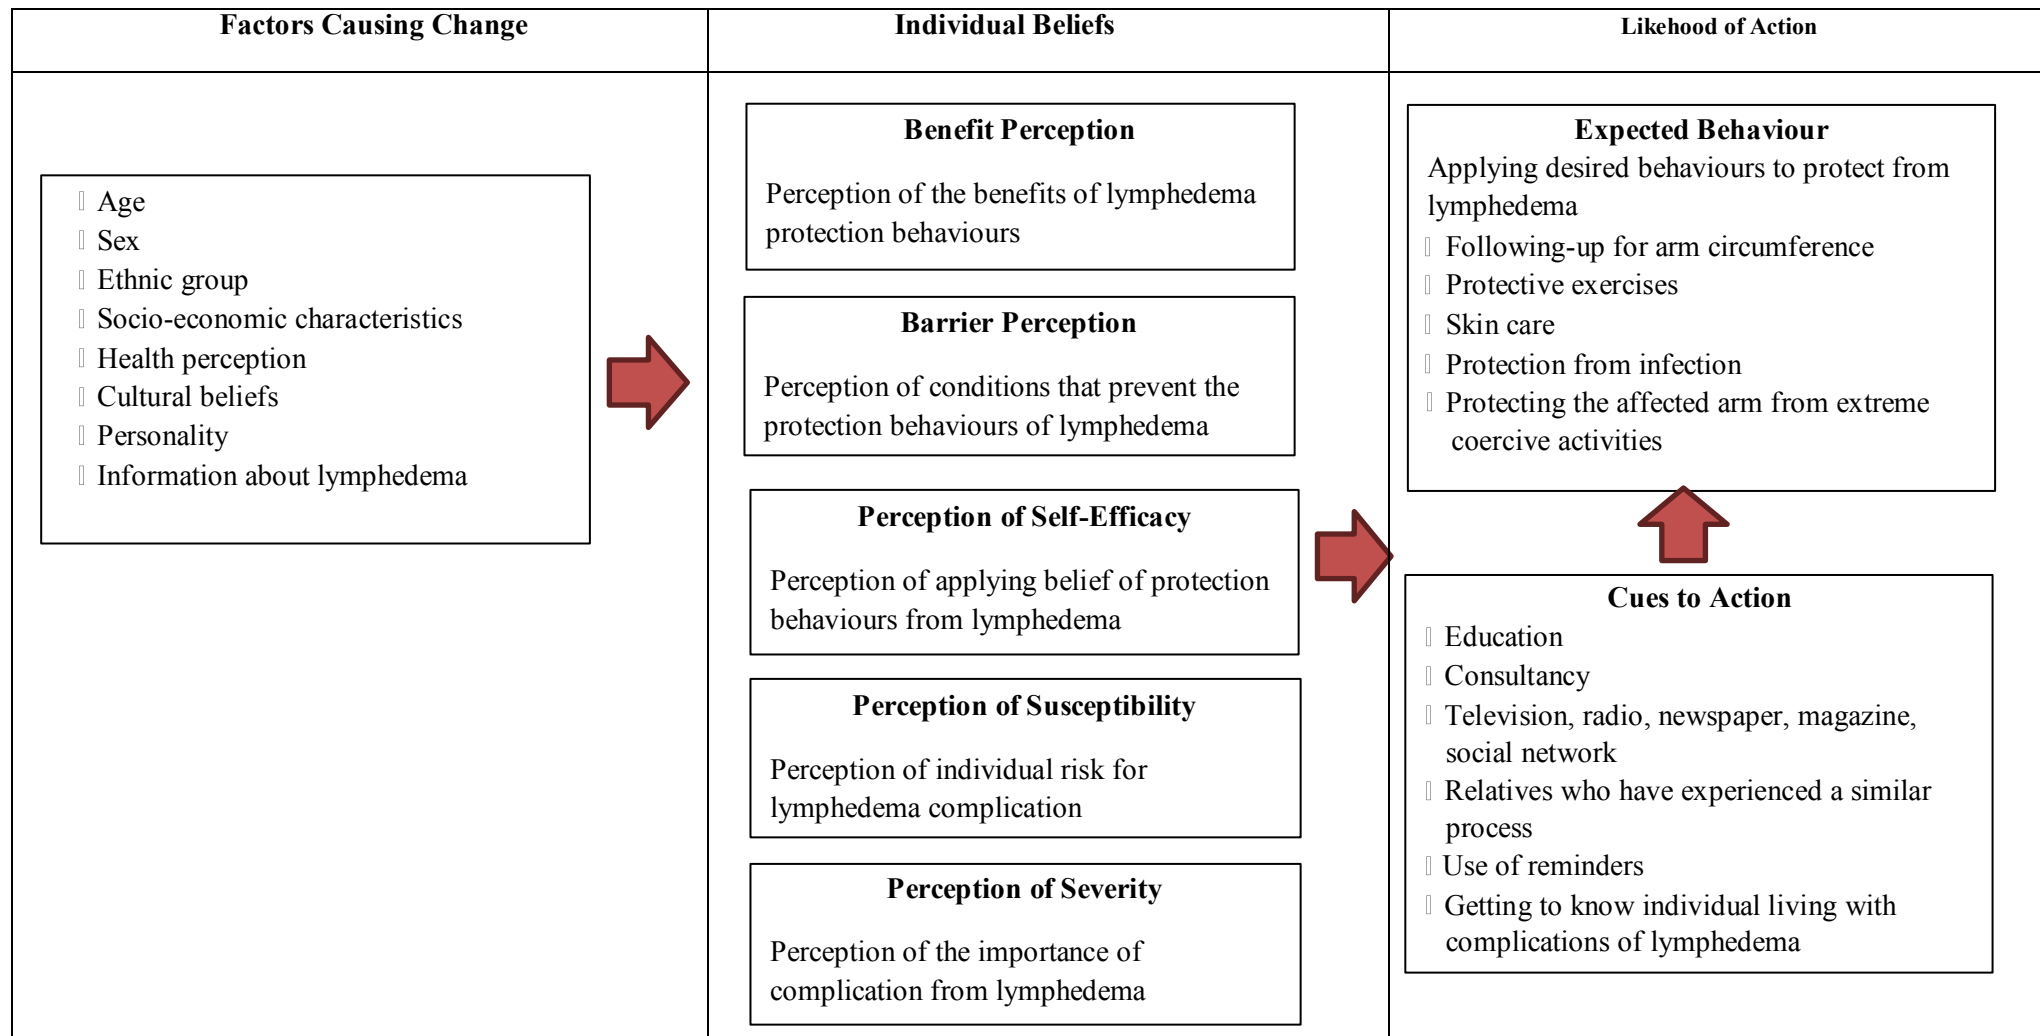 Factors Causing Change
Individual Beliefs
Likehood of Action
Age
Sex
Ethnic group
Socio-economic characteristics
Health perception
Cultural beliefs
Personality
Information about lymphedema
Benefit Perception
Perception of the benefits of lymphedema
protection behaviours
Barrier Perception
Perception of conditions that prevent the
protection behaviours of lymphedema
Perception of Self-Efficacy
Perception of applying belief of protection
behaviours from lymphedema
Perception of Susceptibility
Perception of individual risk for
lymphedema complication
Perception of Severity
Perception of the importance of
complication from lymphedema
Expected Behaviour
Applying desired behaviours to protect from
lymphedema
Following-up for arm circumference
Protective exercises
Skin care
Protection from infection
Protecting the affected arm from extreme
coercive activities
Cues to Action
Education
Consultancy
Television, radio, newspaper, magazine,
social network
Relatives who have experienced a similar
process
Use of reminders
Getting to know individual living with
complications of lymphedema